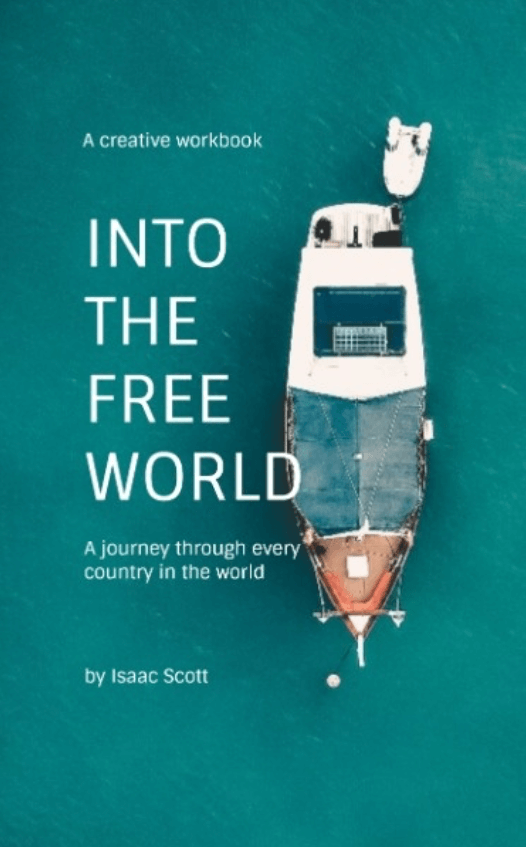 A creative workbook
INTO
THE
FREE
WORLD
A journey through every
country in the world
by Isaac Scott